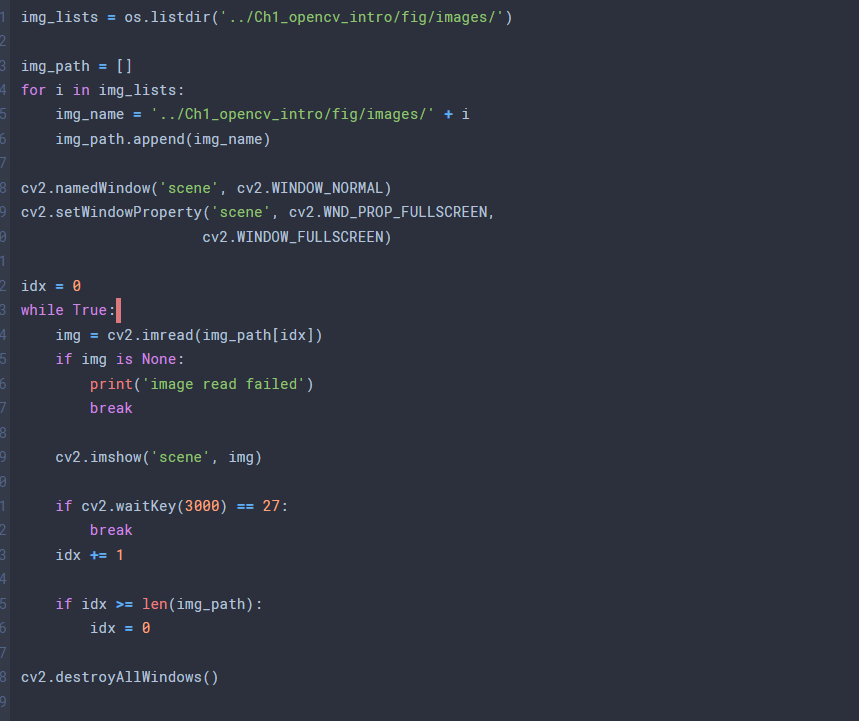 1 img_lists = os.listdir('../Ch1_opencv_intro/fig/images/')
2
3 img_path = []
4 for i in img_lists:
5     img_name = '../Ch1_opencv_intro/fig/images/' + i
6     img_path.append(img_name)
7
8 cv2.namedWindow('scene', cv2.WINDOW_NORMAL)
9 cv2.setWindowProperty('scene', cv2.WND_PROP_FULLSCREEN,
0                      cv2.WINDOW_FULLSCREEN)
1
2 idx = 0
3 while True:
4     img = cv2.imread(img_path[idx])
5     if img is None:
6         print('image read failed')
7         break
8
9     cv2.imshow('scene', img)
0
1     if cv2.waitKey(3000) == 27:
2         break
3     idx += 1
4
5     if idx >= len(img_path):
6         idx = 0
7
8 cv2.destroyAllWindows()
9